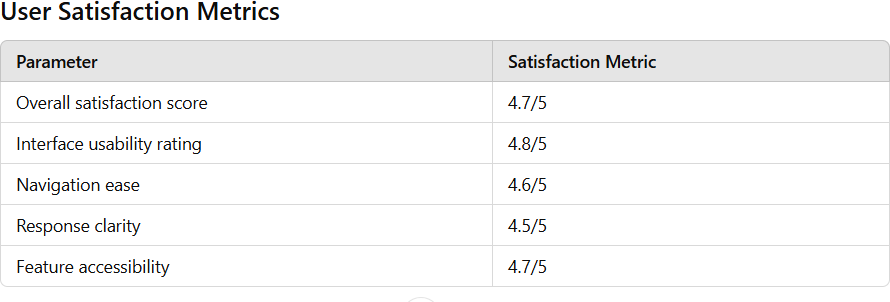 User Satisfaction Metrics
Parameter Satisfaction Metric
Overall satisfaction score 4.7/5
Interface usability rating 4.8/5
Navigation ease 4.6/5
Response clarity 4.5/5
Feature accessibility 4.7/5